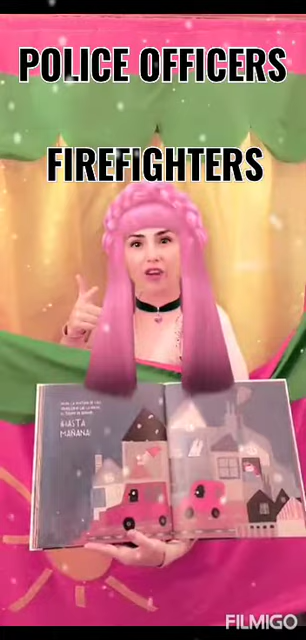 POLICE OFFICERS
FIREFIGHTERS
¡HASTA
MAÑANA!
FILMIGO